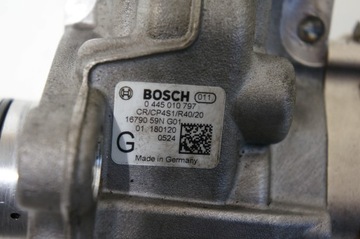 BOSCH 011
0 445 010 797
CR/CP4S1/R40/20
16790 59N G01
01 180120
G 0524
Made in Germany